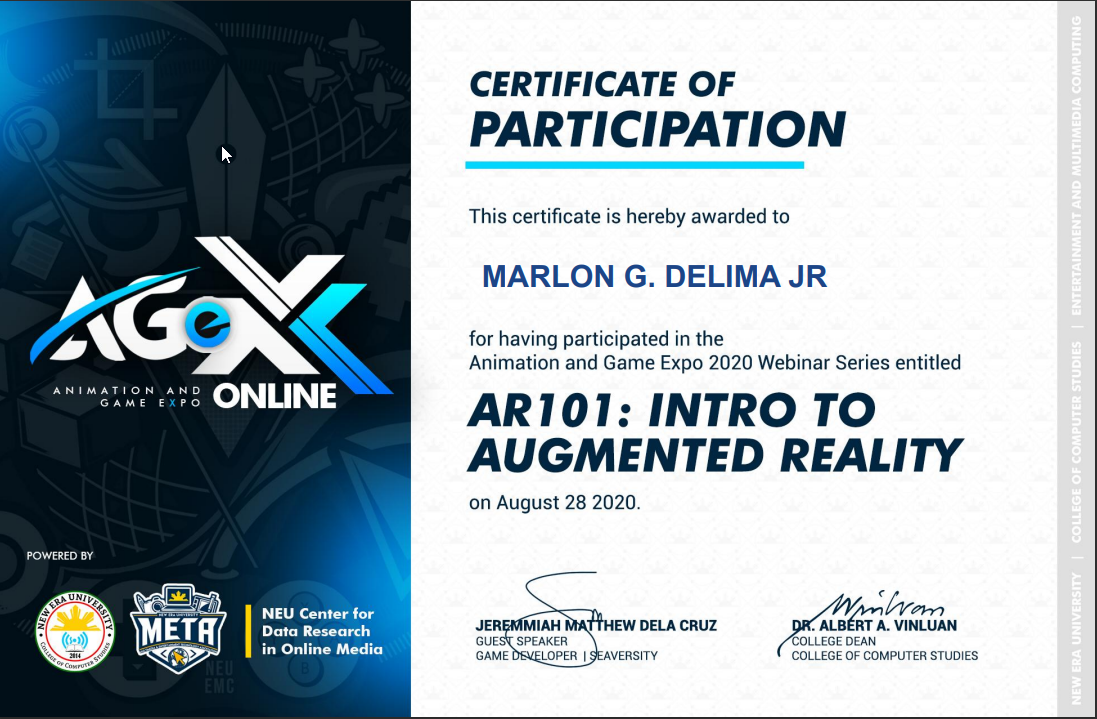 AGeX
ANIMATION AND
GAME EXPO
ONLINE
POWERED BY
NEW ERA UNIVERSITY
2014
COLLEGE OF COMPUTER STUDIES
META
NEU Center for
Data Research
in Online Media
NEU
EMC
CERTIFICATE OF
PARTICIPATION
This certificate is hereby awarded to
MARLON G. DELIMA JR
for having participated in the
Animation and Game Expo 2020 Webinar Series entitled
AR101: INTRO TO
AUGMENTED REALITY
on August 28 2020.
JEREMMIAH MATTHEW DELA CRUZ
GUEST SPEAKER
GAME DEVELOPER | SEAVERSITY
DR. ALBERT A. VINLUAN
COLLEGE DEAN
COLLEGE OF COMPUTER STUDIES
NEW ERA UNIVERSITY | COLLEGE OF COMPUTER STUDIES | ENTERTAINMENT AND MULTIMEDIA COMPUTING